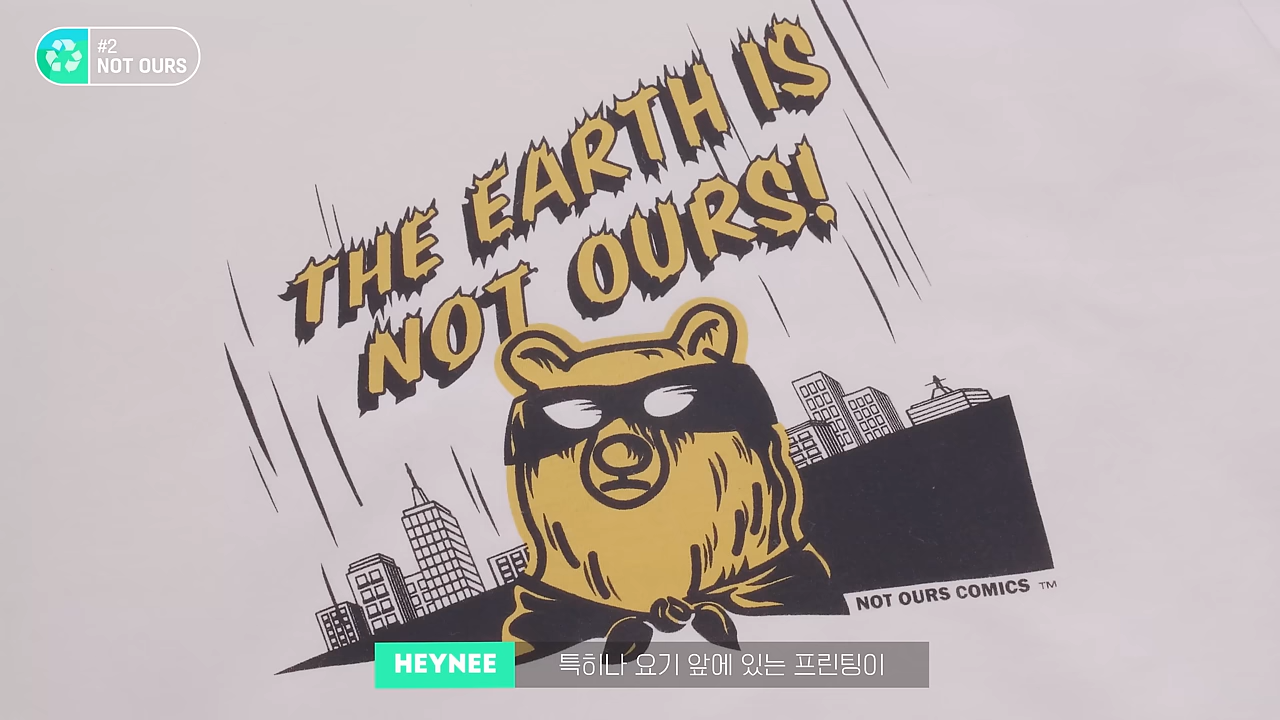 #2
NOT OURS
THE EARTH IS
NOT OURS!
NOT OURS COMICS ™
HEYNEE
특히나 요기 앞에 있는 프린팅이